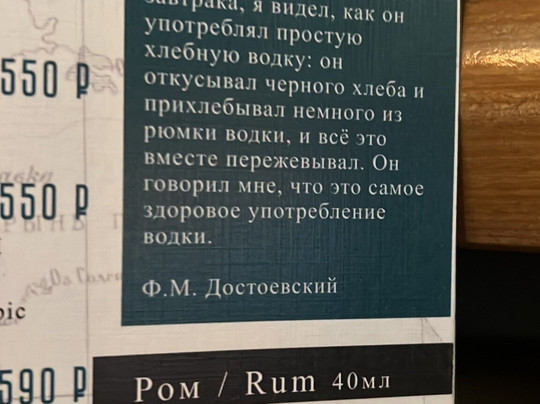 завтрака, я видел, как он
употреблял простую
хлебную водку: он
откусывал черного хлеба и
прихлебывал немного из
рюмки водки, и всё это
вместе пережевывал. Он
говорил мне, что это самое
здоровое употребление
водки.
Ф.М. Достоевский
550 ₽
550 ₽
590 ₽
Ром / Rum 40мл